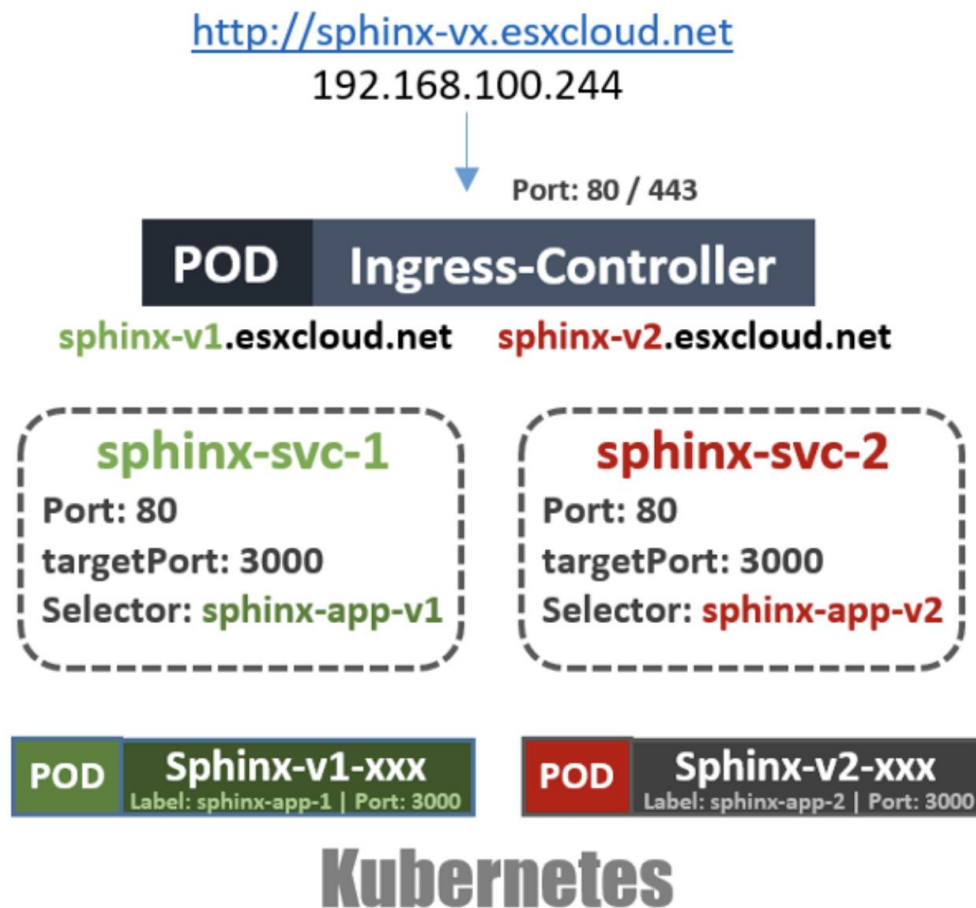 http://sphinx-vx.esxcloud.net
192.168.100.244
Port: 80 / 443
POD Ingress-Controller
sphinx-v1.esxcloud.net sphinx-v2.esxcloud.net
sphinx-svc-1
Port: 80
targetPort: 3000
Selector: sphinx-app-v1
sphinx-svc-2
Port: 80
targetPort: 3000
Selector: sphinx-app-v2
POD Sphinx-v1-xxx
Label: sphinx-app-1 | Port: 3000
POD Sphinx-v2-xxx
Label: sphinx-app-2 | Port: 3000
Kubernetes